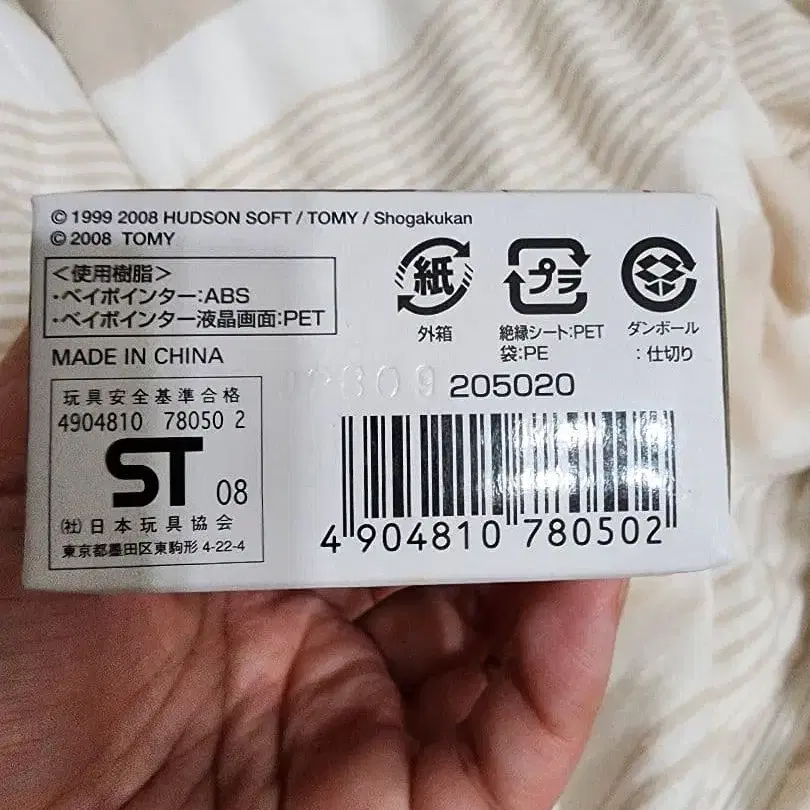 © 1999 2008 HUDSON SOFT / TOMY / Shogakukan
© 2008 TOMY
<使用樹脂>
・ベイポインター:ABS
・ベイポインター液晶画面:PET
MADE IN CHINA
紙
外箱
プラ
絶縁シート:PET
袋:PE
ダンボール
:仕切り
205020
玩具安全基準合格
4904810 78050 2
ST 08
(社)日本玩具協会
東京都墨田区東駒形 4-22-4
4 904810 780502